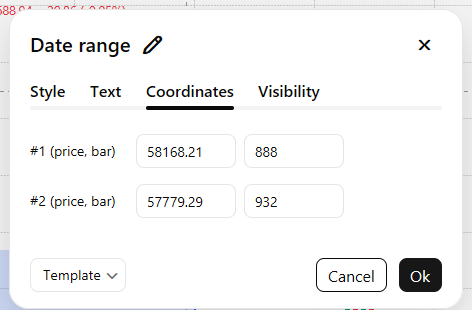 Date range
Style Text Coordinates Visibility
#1 (price, bar) 58168.21 888
#2 (price, bar) 57779.29 932
Template Cancel Ok